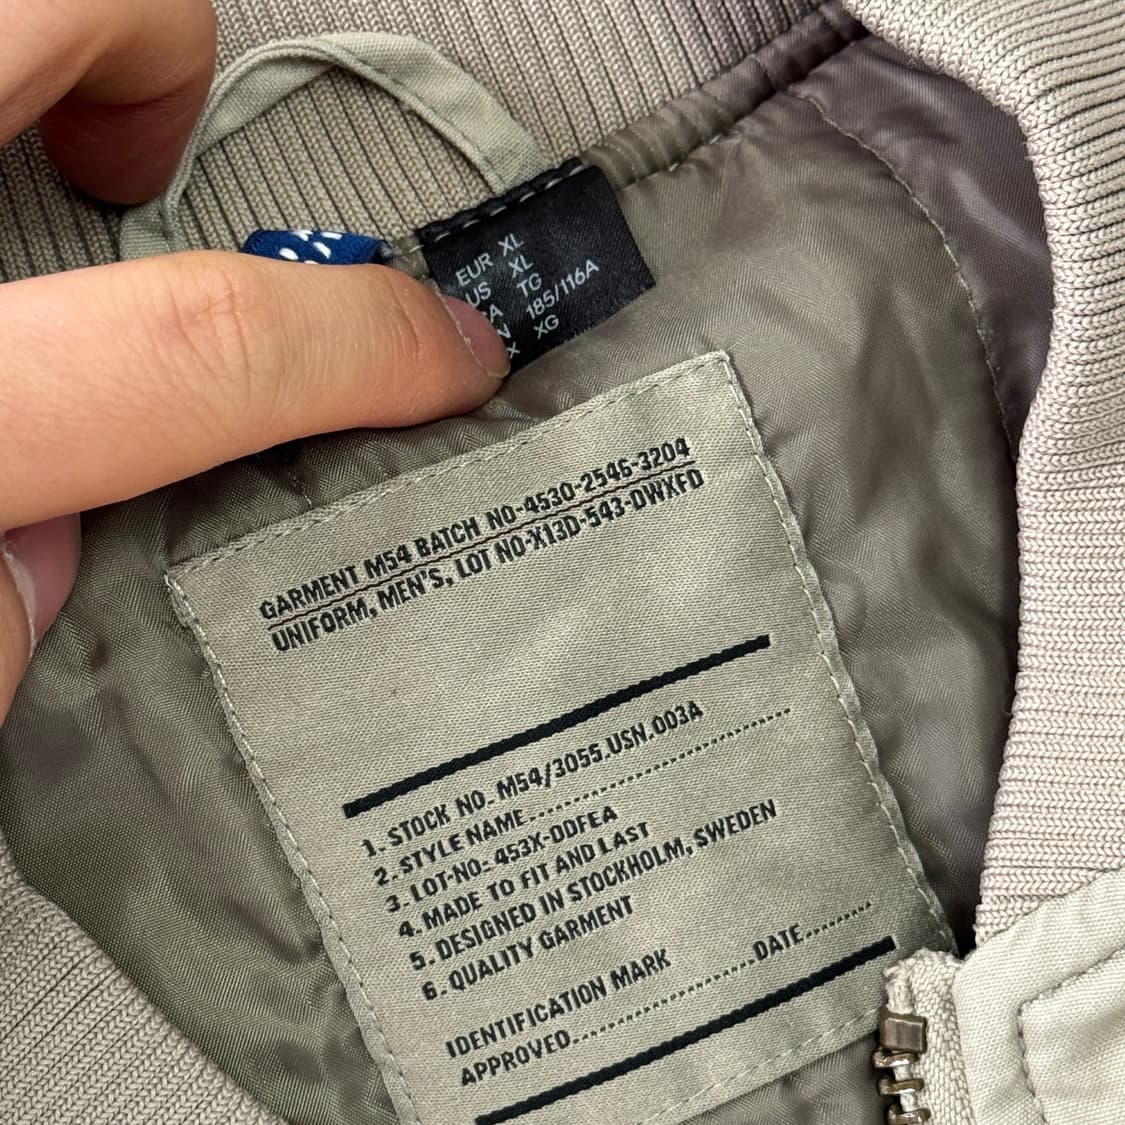 EUR XL
US XL
A TG
N 185/116A
X XG
GARMENT M54 BATCH NO-4530-2546-3204
UNIFORM, MEN'S, LOT NO-X13D-543-DWXFD
1. STOCK NO. M54/3055.USN.003A
2. STYLE NAME..............................
3. LOT-NO: 453X-DDFEA
4. MADE TO FIT AND LAST
5. DESIGNED IN STOCKHOLM, SWEDEN
6. QUALITY GARMENT
IDENTIFICATION MARK
APPROVED....................DATE..........